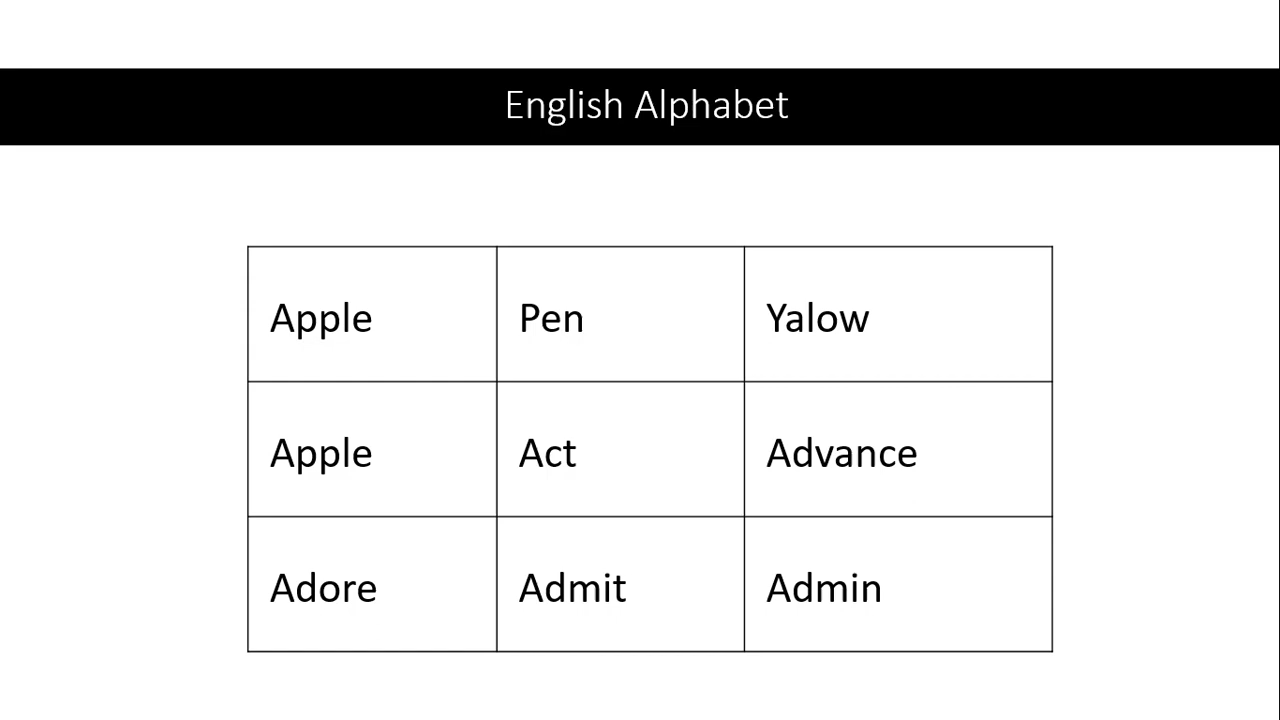 English Alphabet
Apple Pen Yalow
Apple Act Advance
Adore Admit Admin